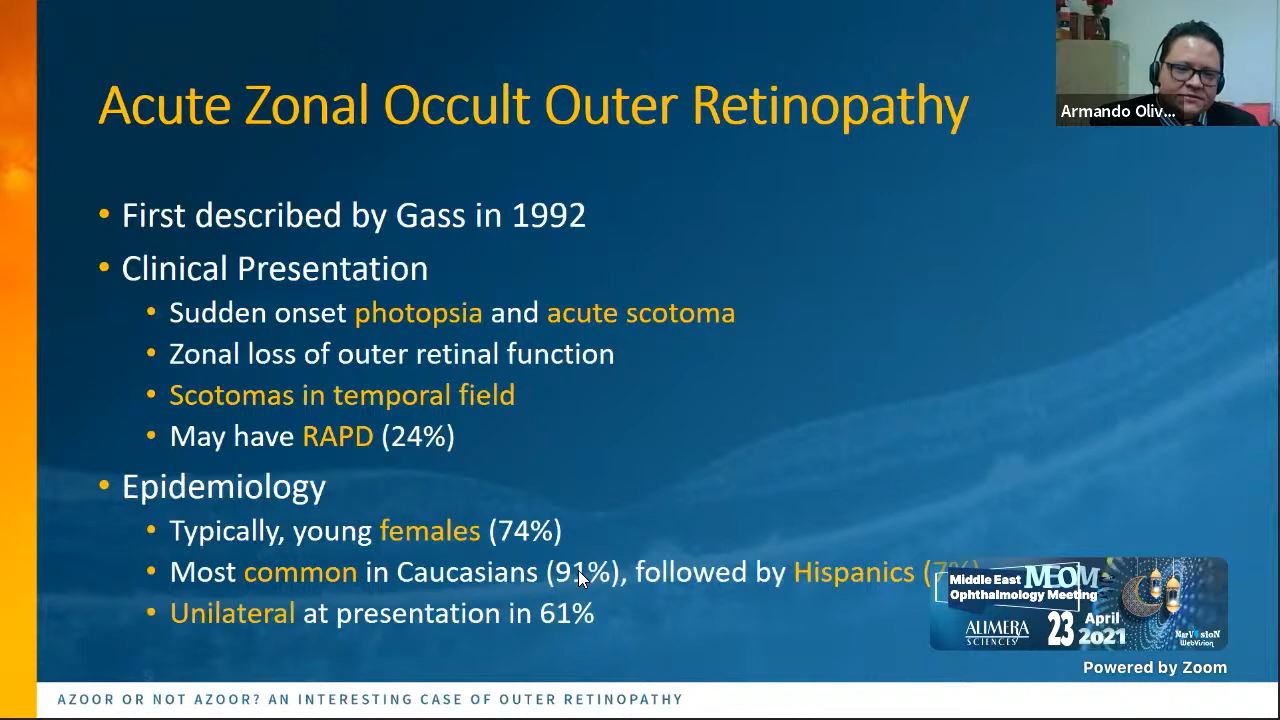 Acute Zonal Occult Outer Retinopathy
Armando Oliv...
• First described by Gass in 1992
• Clinical Presentation
• Sudden onset photopsia and acute scotoma
• Zonal loss of outer retinal function
• Scotomas in temporal field
• May have RAPD (24%)
• Epidemiology
• Typically, young females (74%)
• Most common in Caucasians (91%), followed by Hispanics (7%)
• Unilateral at presentation in 61%
Middle East MEOM
Ophthalmology Meeting
ALIMERA
SCIENCES
23 April
2021
MarVision
WebVision
Powered by Zoom
AZOOR OR NOT AZOOR? AN INTERESTING CASE OF OUTER RETINOPATHY